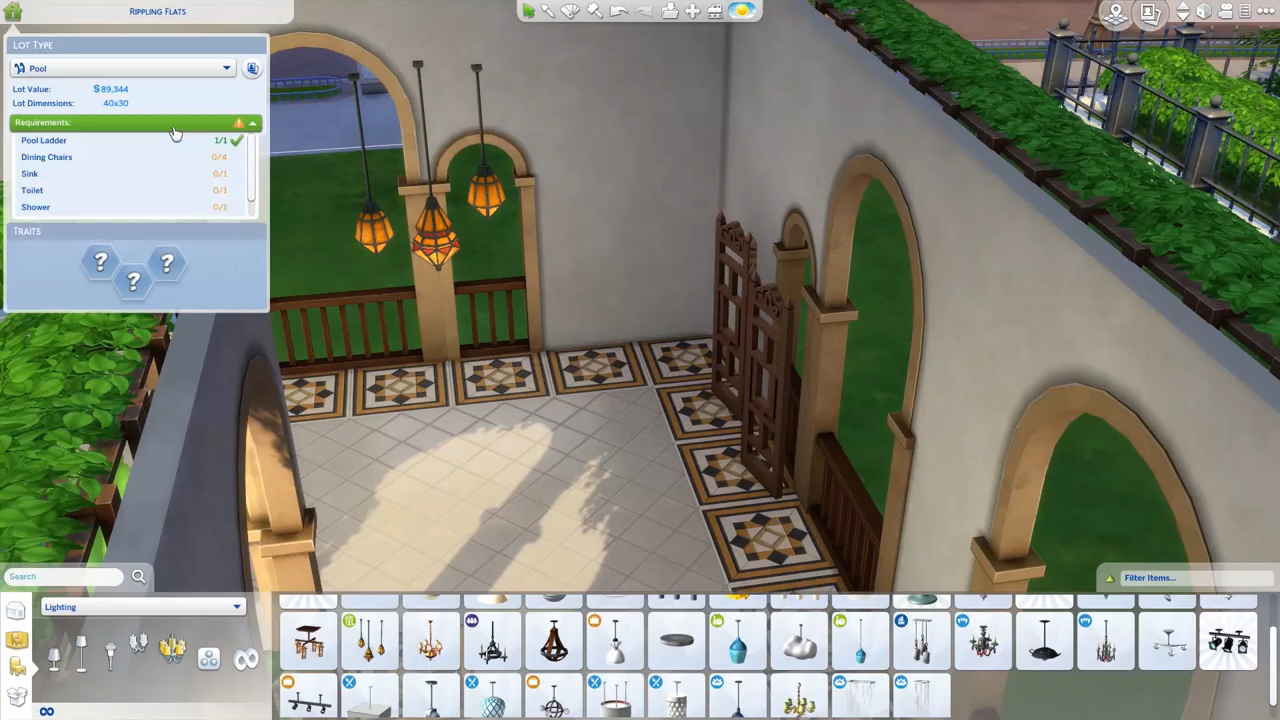 RIPPLING FLATS
LOT TYPE
Pool
Lot Value: §89,344
Lot Dimensions: 40x30
Requirements:
Pool Ladder 1/1
Dining Chairs 0/4
Sink 0/1
Toilet 0/1
Shower 0/1
TRAITS
? ? ?
Search
Filter Items...
Lighting